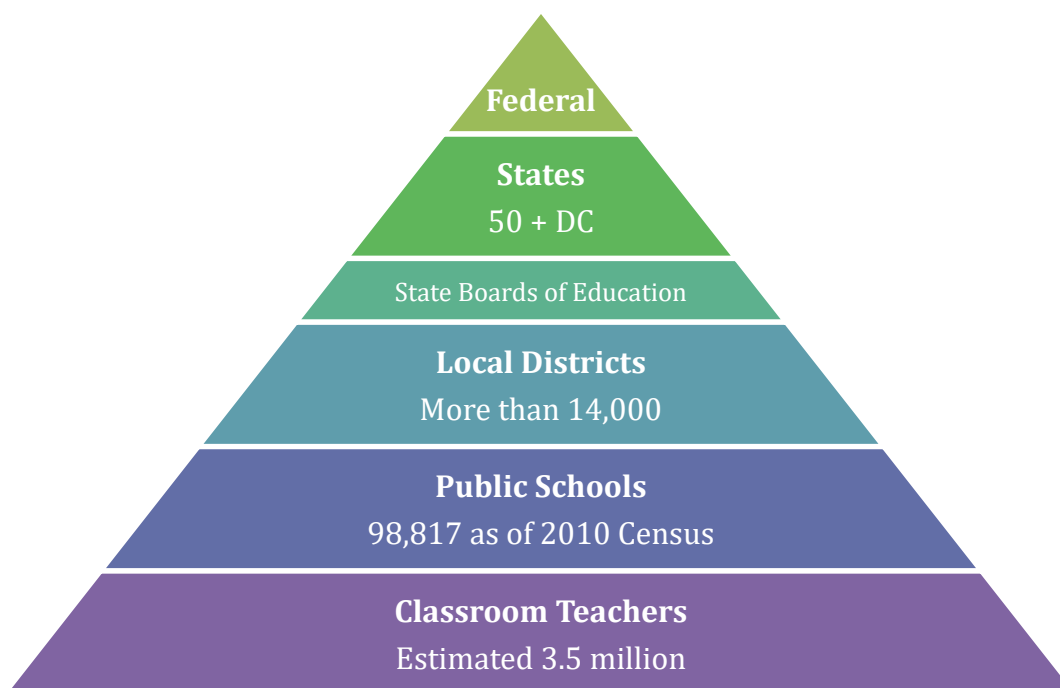 Federal
States
50 + DC
State Boards of Education
Local Districts
More than 14,000
Public Schools
98,817 as of 2010 Census
Classroom Teachers
Estimated 3.5 million